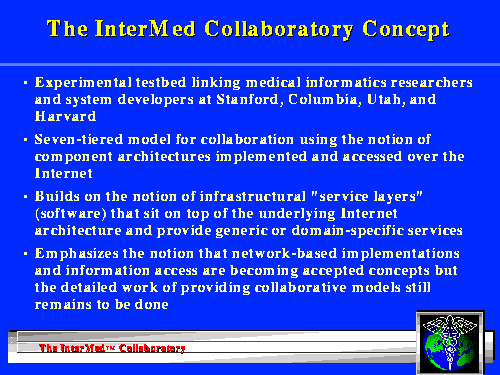 The InterMed Collaboratory Concept
• Experimental testbed linking medical informatics researchers
and system developers at Stanford, Columbia, Utah, and
Harvard
• Seven-tiered model for collaboration using the notion of
component architectures implemented and accessed over the
Internet
• Builds on the notion of infrastructural "service layers"
(software) that sit on top of the underlying Internet
architecture and provide generic or domain-specific services
• Emphasizes the notion that network-based implementations
and information access are becoming accepted concepts but
the detailed work of providing collaborative models still
remains to be done
The InterMed™ Collaboratory